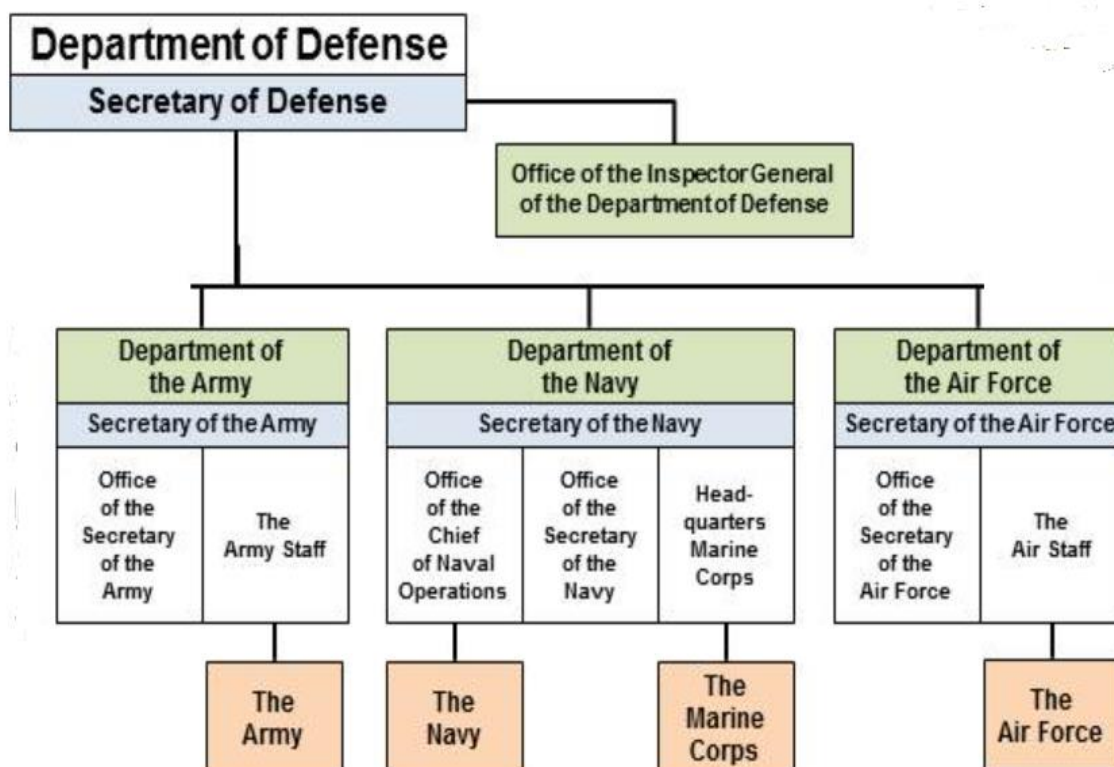 Department of Defense
Secretary of Defense
Office of the Inspector General
of the Department of Defense
Department of
the Army
Secretary of the Army
Office
of the
Secretary
of the
Army
The
Army Staff
Department of
the Navy
Secretary of the Navy
Office
of the
Chief
of Naval
Operations
Office
of the
Secretary
of the
Navy
Head-
quarters
Marine
Corps
Department of
the Air Force
Secretary of the Air Force
Office
of the
Secretary
of the
Air Force
The
Air Staff
The
Army
The
Navy
The
Marine
Corps
The
Air Force